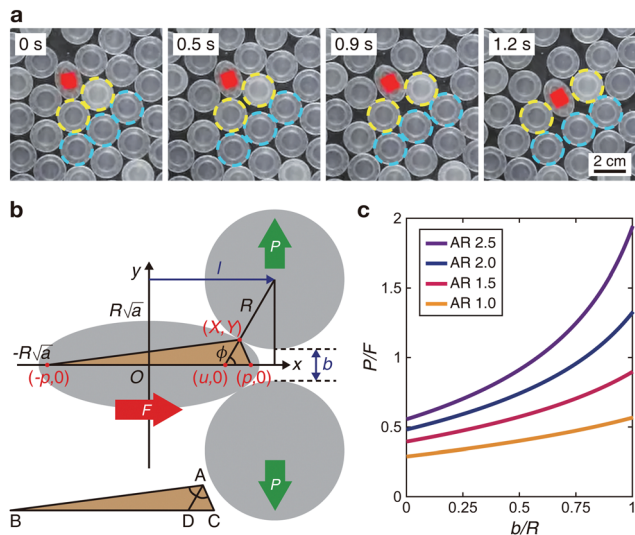 a
0 s
0.5 s
0.9 s
1.2 s
2 cm
b
P
y
l
R√a
R
(X,Y)
-R√a
ϕ
x
b
(-p,0)
O
(u,0)
(p,0)
F
P
A
B
D
C
c
2
AR 2.5
AR 2.0
AR 1.5
AR 1.0
1.5
P/F
1
0.5
0
0
0.25
0.5
0.75
1
b/R